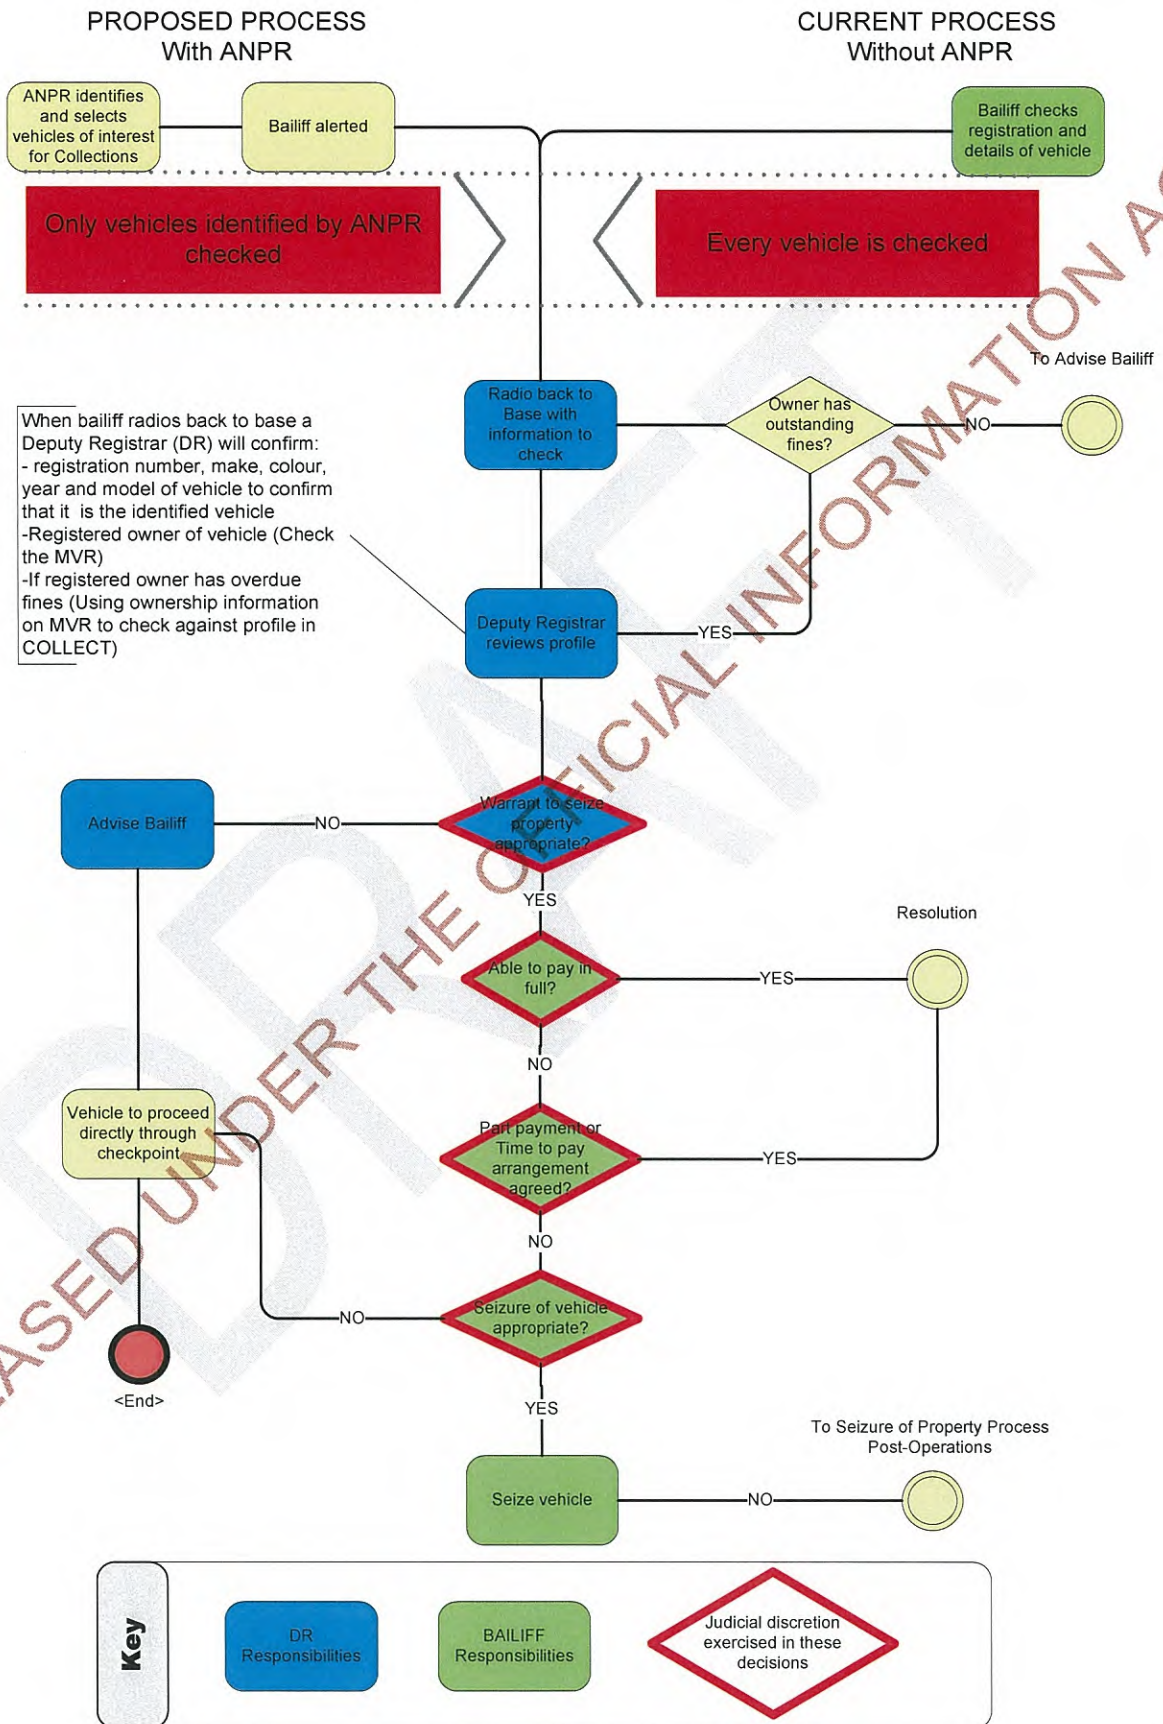 PROPOSED PROCESS
With ANPR
CURRENT PROCESS
Without ANPR
ANPR identifies
and selects
vehicles of interest
for Collections
Bailiff alerted
Bailiff checks
registration and
details of vehicle
Only vehicles identified by ANPR
checked
Every vehicle is checked
To Advise Bailiff
Radio back to
Base with
information to
check
Owner has
outstanding
fines?
NO
When bailiff radios back to base a
Deputy Registrar (DR) will confirm:
- registration number, make, colour,
year and model of vehicle to confirm
that it is the identified vehicle
-Registered owner of vehicle (Check
the MVR)
-If registered owner has overdue
fines (Using ownership information
on MVR to check against profile in
COLLECT)
Deputy Registrar
reviews profile
YES
Advise Bailiff
NO
Warrant to seize
property
appropriate?
YES
Resolution
Able to pay in
full?
YES
NO
Vehicle to proceed
directly through
checkpoint
Part payment or
Time to pay
arrangement
agreed?
YES
NO
Seizure of vehicle
appropriate?
NO
<End>
YES
To Seizure of Property Process
Post-Operations
Seize vehicle
NO
Key
DR
Responsibilities
BAILIFF
Responsibilities
Judicial discretion
exercised in these
decisions
DRAFT
EASED UNDER THE OFFICIAL INFORMATION AC